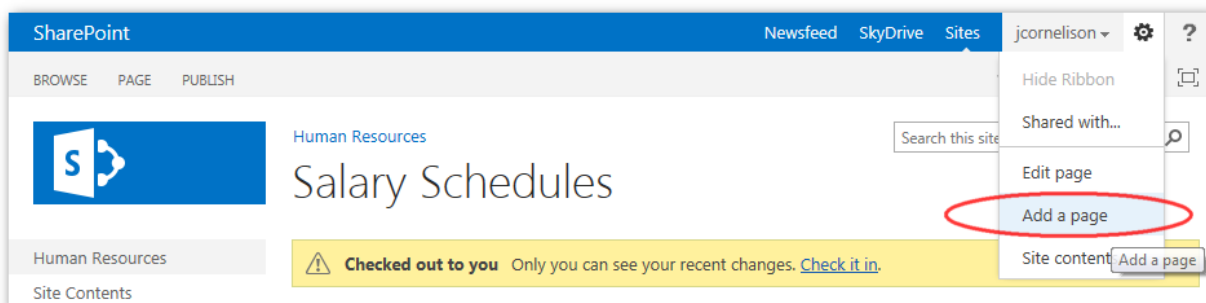 SharePoint Newsfeed SkyDrive Sites jcornelison ?
BROWSE PAGE PUBLISH
Hide Ribbon
Shared with...
Edit page
Add a page
Site content
Add a page
S
Human Resources
Salary Schedules
Search this site
Human Resources
Site Contents
Checked out to you Only you can see your recent changes. Check it in.